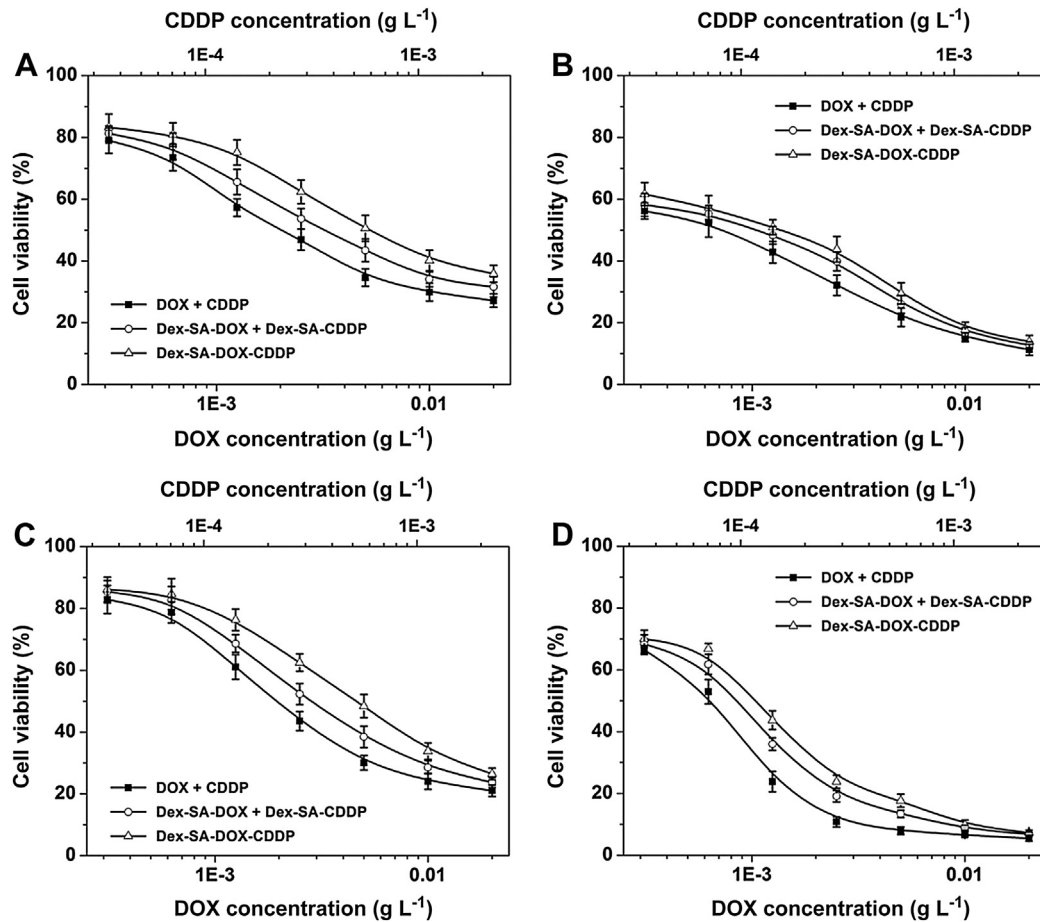 CDDP concentration (g L⁻¹)
CDDP concentration (g L⁻¹)
1E-4 1E-3
1E-4 1E-3
A
B
100
80
60
40
20
0
Cell viability (%)
DOX + CDDP
Dex-SA-DOX + Dex-SA-CDDP
Dex-SA-DOX-CDDP
1E-3 0.01
DOX concentration (g L⁻¹)
100
80
60
40
20
0
Cell viability (%)
DOX + CDDP
Dex-SA-DOX + Dex-SA-CDDP
Dex-SA-DOX-CDDP
1E-3 0.01
DOX concentration (g L⁻¹)
CDDP concentration (g L⁻¹)
CDDP concentration (g L⁻¹)
1E-4 1E-3
1E-4 1E-3
C
D
100
80
60
40
20
0
Cell viability (%)
DOX + CDDP
Dex-SA-DOX + Dex-SA-CDDP
Dex-SA-DOX-CDDP
1E-3 0.01
DOX concentration (g L⁻¹)
100
80
60
40
20
0
Cell viability (%)
DOX + CDDP
Dex-SA-DOX + Dex-SA-CDDP
Dex-SA-DOX-CDDP
1E-3 0.01
DOX concentration (g L⁻¹)